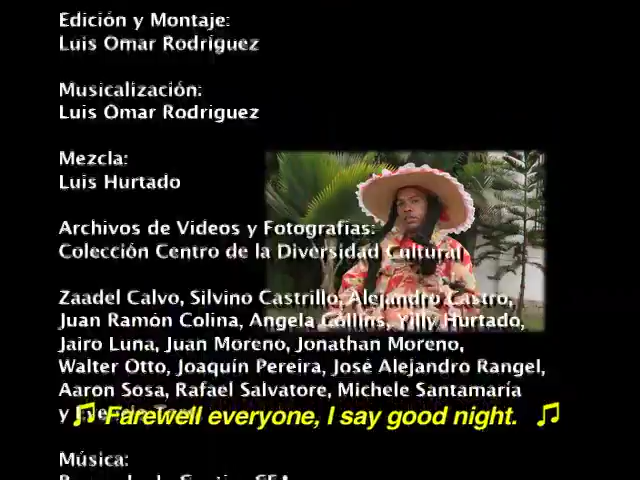 Edición y Montaje:
Luis Omar Rodríguez
Musicalización:
Luis Omar Rodríguez
Mezcla:
Luis Hurtado
Archivos de Videos y Fotografías:
Colección Centro de la Diversidad Cultural
Zaadel Calvo, Silvino Castrillo, Alejandro Castro,
Juan Ramón Colina, Angela Collins, Yilly Hurtado,
Jairo Luna, Juan Moreno, Jonathan Moreno,
Walter Otto, Joaquín Pereira, José Alejandro Rangel,
Aaron Sosa, Rafael Salvatore, Michele Santamaría
y
♫ Farewell everyone, I say good night. ♫
Música: